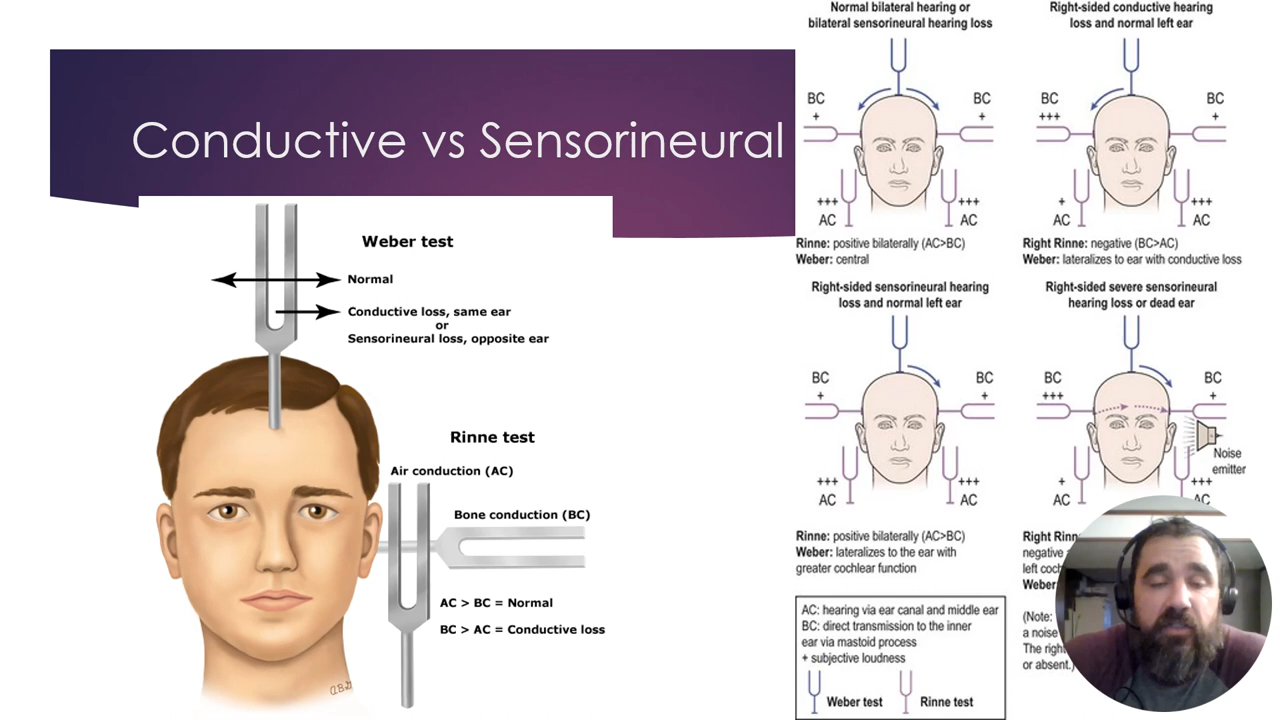 Conductive vs Sensorineural
Weber test
Normal
Conductive loss, same ear
or
Sensorineural loss, opposite ear
Rinne test
Air conduction (AC)
Bone conduction (BC)
AC > BC = Normal
BC > AC = Conductive loss
Normal bilateral hearing or
bilateral sensorineural hearing loss
BC
+
BC
+
+++
AC
+++
AC
Rinne: positive bilaterally (AC>BC)
Weber: central
Right-sided conductive hearing
loss and normal left ear
BC
+++
BC
+
+
AC
+++
AC
Right Rinne: negative (BC>AC)
Weber: lateralizes to ear with conductive loss
Right-sided sensorineural hearing
loss and normal left ear
BC
+
BC
+
+++
AC
+++
AC
Rinne: positive bilaterally (AC>BC)
Weber: lateralizes to the ear with
greater cochlear function
Right-sided severe sensorineural
hearing loss or dead ear
BC
+++
BC
+
Noise
emitter
+
AC
+++
AC
Right
negative
left
Weber:
(Note:
a noise
The right
or absent.)
AC: hearing via ear canal and middle ear
BC: direct transmission to the inner
ear via mastoid process
+ subjective loudness
Weber test
Rinne test